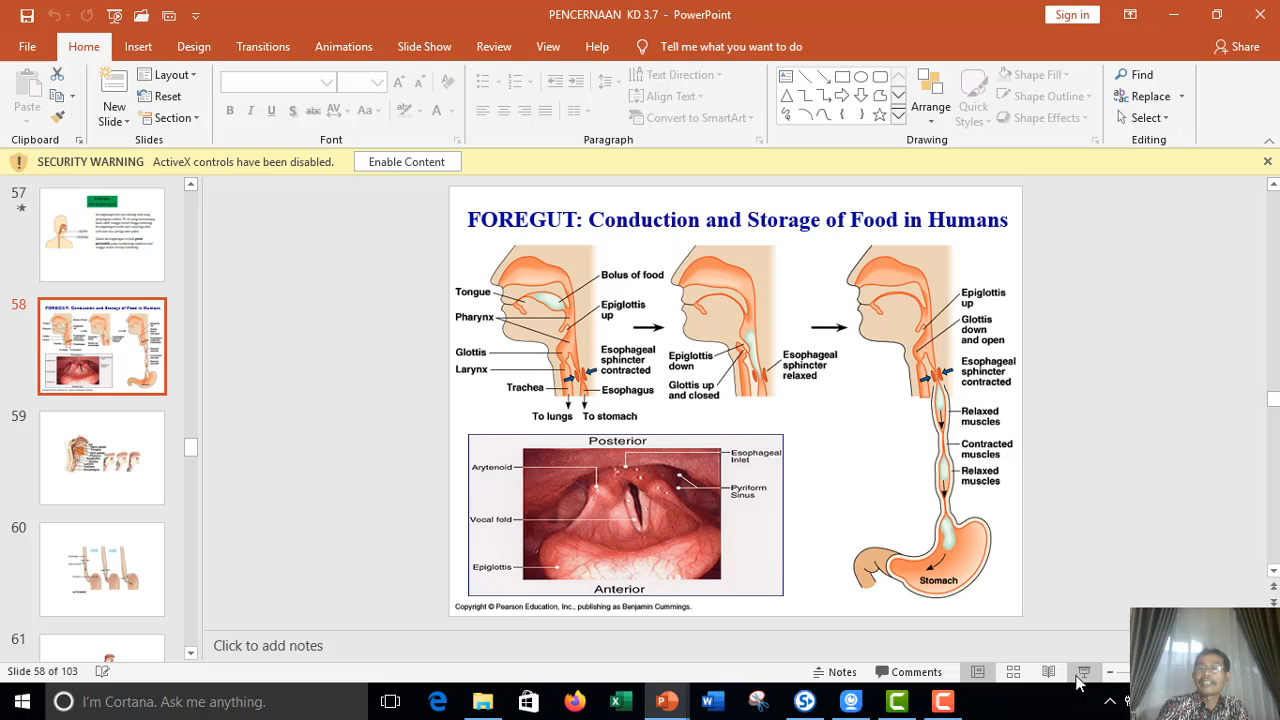 PENCERNAAN KD 3.7 - PowerPoint
Sign in
File Home Insert Design Transitions Animations Slide Show Review View Help Tell me what you want to do Share
Paste
New Slide
Layout
Reset
Section
B I U S abc AV Aa A
Text Direction
Align Text
Convert to SmartArt
Arrange
Quick Styles
Shape Fill
Shape Outline
Shape Effects
Find
Replace
Select
Clipboard Slides Font Paragraph Drawing Editing
SECURITY WARNING ActiveX controls have been disabled. Enable Content
57
58
59
60
61
FOREGUT: Conduction and Storage of Food in Humans
Tongue
Pharynx
Glottis
Larynx
Trachea
To lungs
To stomach
Bolus of food
Epiglottis
up
Esophageal
sphincter
contracted
Esophagus
Epiglottis
down
Glottis up
and closed
Esophageal
sphincter
relaxed
Epiglottis
up
Glottis
down
and open
Esophageal
sphincter
contracted
Relaxed
muscles
Contracted
muscles
Relaxed
muscles
Stomach
Posterior
Arytenoid
Esophageal
Inlet
Pyriform
Sinus
Vocal fold
Epiglottis
Anterior
Copyright © Pearson Education, Inc., publishing as Benjamin Cummings.
Click to add notes
Slide 58 of 103
Notes Comments
I'm Cortana. Ask me anything.